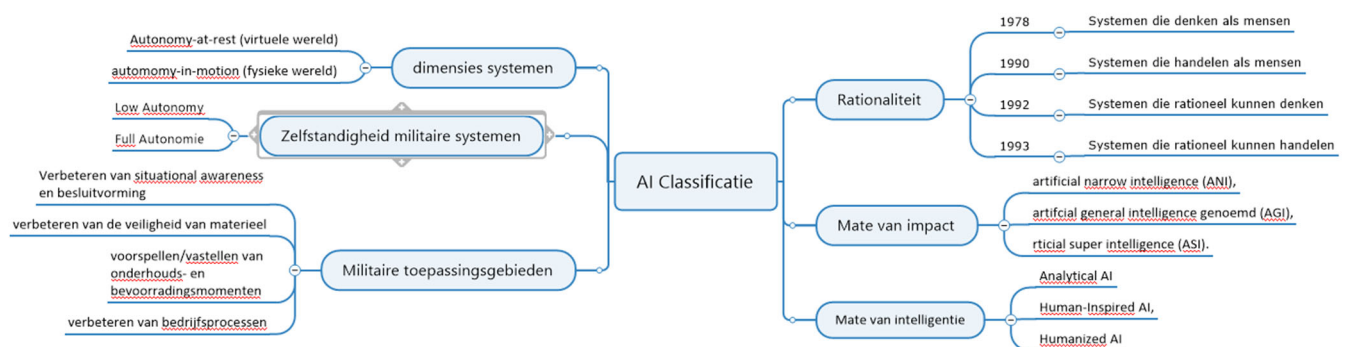 Autonomy-at-rest (virtuele wereld)
automomy-in-motion (fysieke wereld)
dimensies systemen
Low Autonomy
Full Autonomie
Zelfstandigheid militaire systemen
Verbeteren van situational awareness
en besluitvorming
verbeteren van de veiligheid van materieel
voorspellen/vastellen van
onderhouds- en
bevoorradingsmomenten
verbeteren van bedrijfsprocessen
Militaire toepassingsgebieden
AI Classificatie
Rationaliteit
1978 Systemen die denken als mensen
1990 Systemen die handelen als mensen
1992 Systemen die rationeel kunnen denken
1993 Systemen die rationeel kunnen handelen
Mate van impact
artificial narrow intelligence (ANI),
artifcial general intelligence genoemd (AGI),
rticial super intelligence (ASI).
Mate van intelligentie
Analytical AI
Human-Inspired AI,
Humanized AI